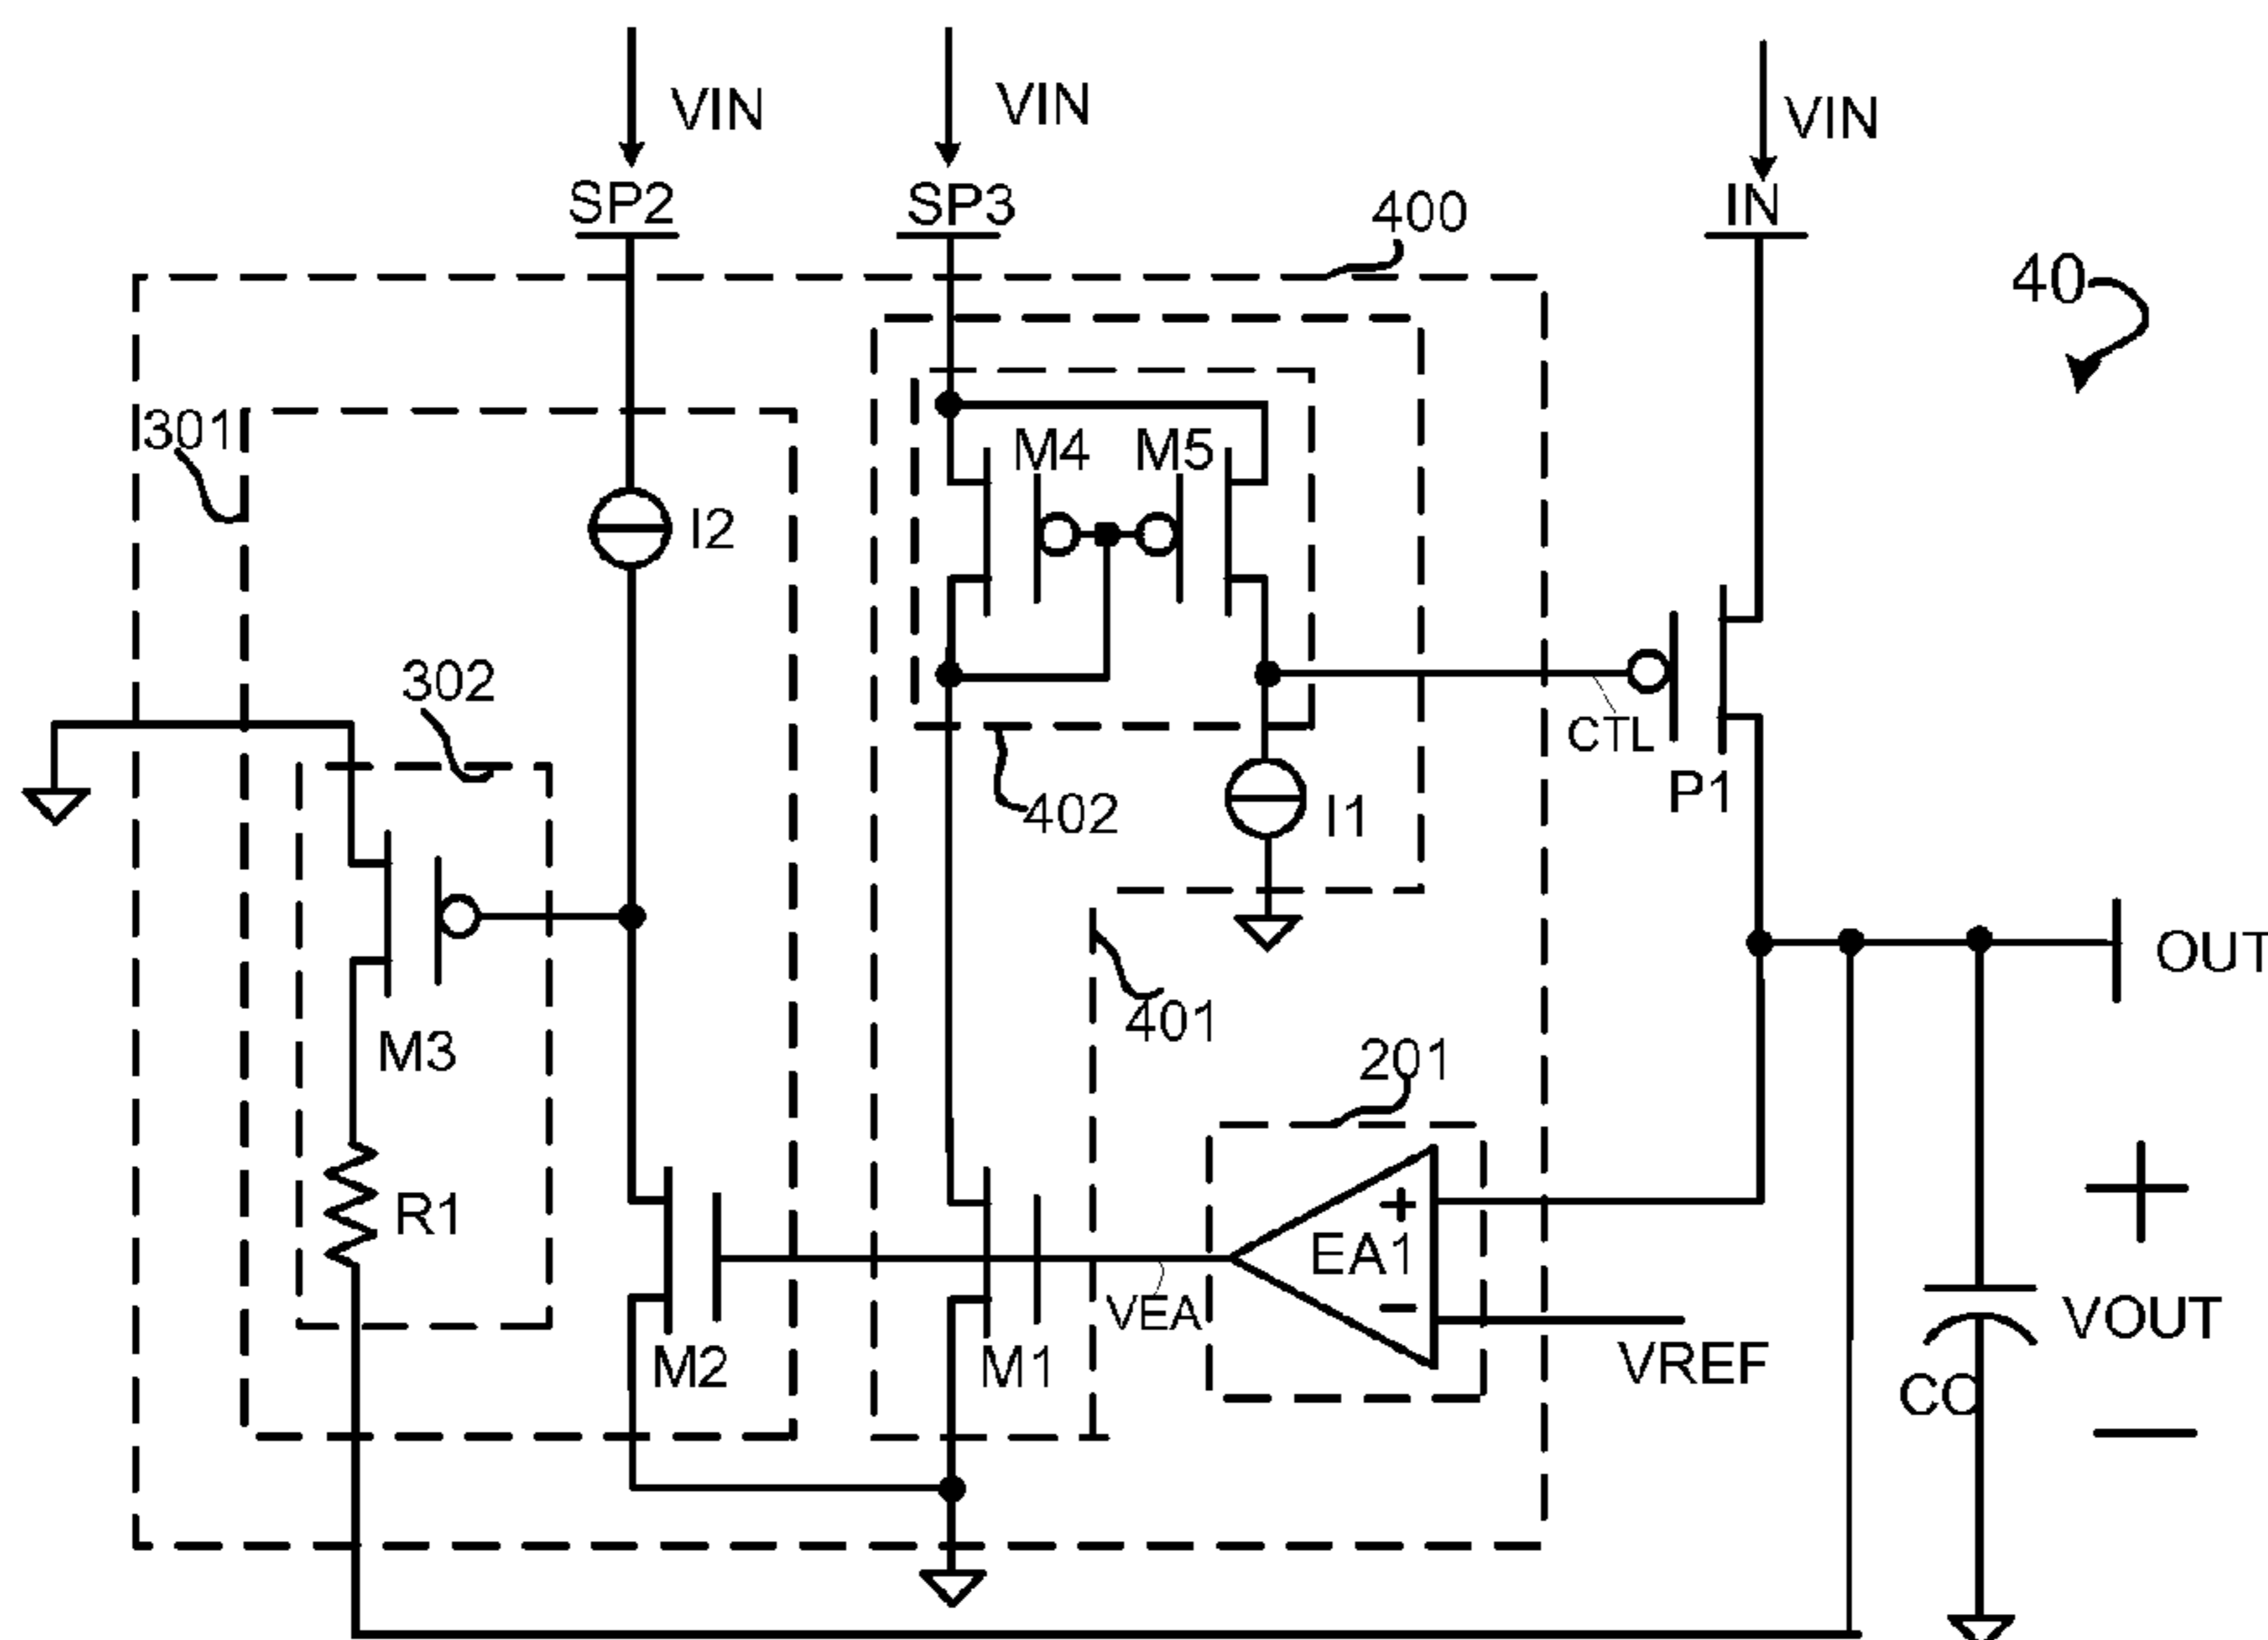 VIN
VIN
VIN
SP2
SP3
400
IN
40
301
M4
M5
I2
302
CTL
P1
402
I1
OUT
401
M3
201
+
R1
EA1
+
VEA
−
VOUT
M2
M1
VREF
CO
−